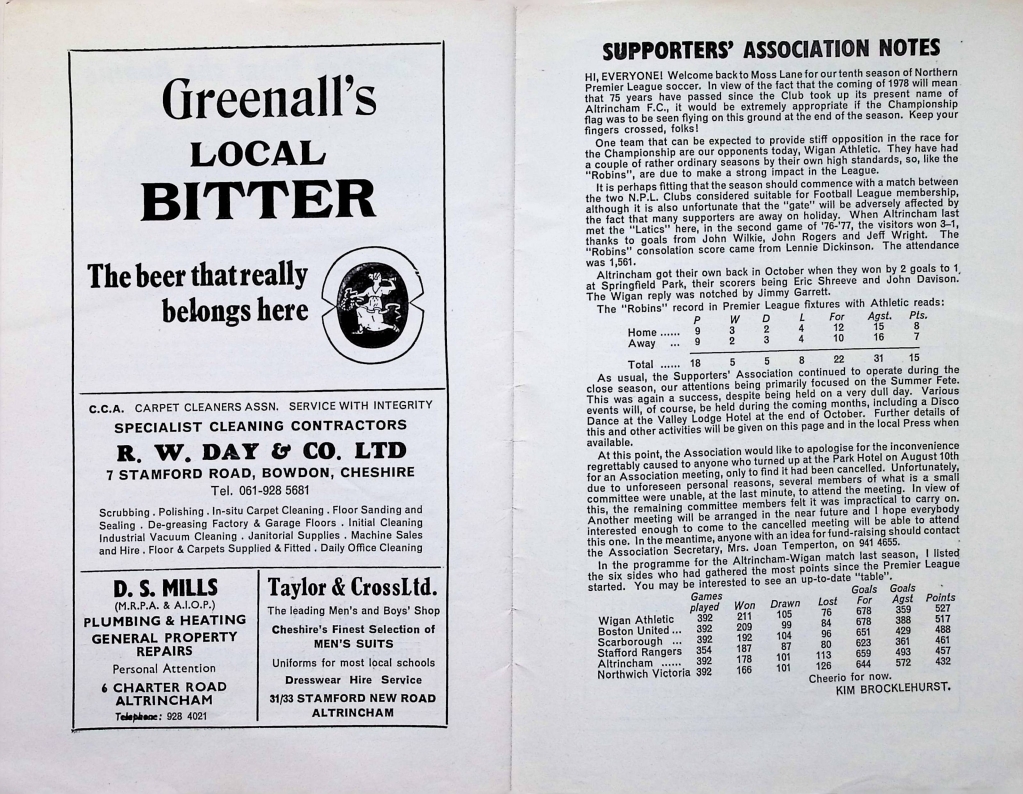 Greenall's
LOCAL
BITTER
The beer that really
belongs here
C.C.A. CARPET CLEANERS ASSN. SERVICE WITH INTEGRITY
SPECIALIST CLEANING CONTRACTORS
R. W. DAY & CO. LTD
7 STAMFORD ROAD, BOWDON, CHESHIRE
Tel. 061-928 5681
Scrubbing . Polishing . In-situ Carpet Cleaning . Floor Sanding and
Sealing . De-greasing Factory & Garage Floors . Initial Cleaning
Industrial Vacuum Cleaning . Janitorial Supplies . Machine Sales
and Hire . Floor & Carpets Supplied & Fitted . Daily Office Cleaning
D. S. MILLS
(M.R.P.A. & A.I.O.P.)
PLUMBING & HEATING
GENERAL PROPERTY
REPAIRS
Personal Attention
6 CHARTER ROAD
ALTRINCHAM
Telephone: 928 4021
Taylor & Cross Ltd.
The leading Men's and Boys' Shop
Cheshire's Finest Selection of
MEN'S SUITS
Uniforms for most local schools
Dresswear Hire Service
31/33 STAMFORD NEW ROAD
ALTRINCHAM
SUPPORTERS' ASSOCIATION NOTES
HI, EVERYONE! Welcome back to Moss Lane for our tenth season of Northern
Premier League soccer. In view of the fact that the coming of 1978 will mean
that 75 years have passed since the Club took up its present name of
Altrincham F.C., it would be extremely appropriate if the Championship
flag was to be seen flying on this ground at the end of the season. Keep your
fingers crossed, folks!
One team that can be expected to provide stiff opposition in the race for
the Championship are our opponents today, Wigan Athletic. They have had
a couple of rather ordinary seasons by their own high standards, so, like the
"Robins", are due to make a strong impact in the League.
It is perhaps fitting that the season should commence with a match between
the two N.P.L. Clubs considered suitable for Football League membership,
although it is also unfortunate that the "gate" will be adversely affected by
the fact that many supporters are away on holiday. When Altrincham last
met the "Latics" here, in the second game of '76-'77, the visitors won 3–1,
thanks to goals from John Wilkie, John Rogers and Jeff Wright. The
"Robins" consolation score came from Lennie Dickinson. The attendance
was 1,561.
Altrincham got their own back in October when they won by 2 goals to 1
at Springfield Park, their scorers being Eric Shreeve and John Davison.
The Wigan reply was notched by Jimmy Garrett.
The "Robins" record in Premier League fixtures with Athletic reads:
P W D L For Agst. Pts.
Home ...... 9 3 2 4 12 15 8
Away ... 9 2 3 4 10 16 7
Total ...... 18 5 5 8 22 31 15
As usual, the Supporters' Association continued to operate during the
close season, our attentions being primarily focused on the Summer Fete.
This was again a success, despite being held on a very dull day. Various
events will, of course, be held during the coming months, including a Disco
Dance at the Valley Lodge Hotel at the end of October. Further details of
this and other activities will be given on this page and in the local Press when
available.
At this point, the Association would like to apologise for the inconvenience
regrettably caused to anyone who turned up at the Park Hotel on August 10th
for an Association meeting, only to find it had been cancelled. Unfortunately,
due to unforeseen personal reasons, several members of what is a small
committee were unable, at the last minute, to attend the meeting. In view of
this, the remaining committee members felt it was impractical to carry on.
Another meeting will be arranged in the near future and I hope everybody
interested enough to come to the cancelled meeting will be able to attend
this one. In the meantime, anyone with an idea for fund-raising should contact
the Association Secretary, Mrs. Joan Temperton, on 941 4655.
In the programme for the Altrincham-Wigan match last season, I listed
the six sides who had gathered the most points since the Premier League
started. You may be interested to see an up-to-date "table".
Games played Won Drawn Lost Goals For Goals Agst Points
Wigan Athletic 392 211 105 76 678 359 527
Boston United ... 392 209 99 84 678 388 517
Scarborough ... 392 192 104 96 651 429 488
Stafford Rangers 354 187 87 80 623 361 461
Altrincham ...... 392 178 101 113 659 493 457
Northwich Victoria 392 166 101 126 644 572 432
Cheerio for now.
KIM BROCKLEHURST.